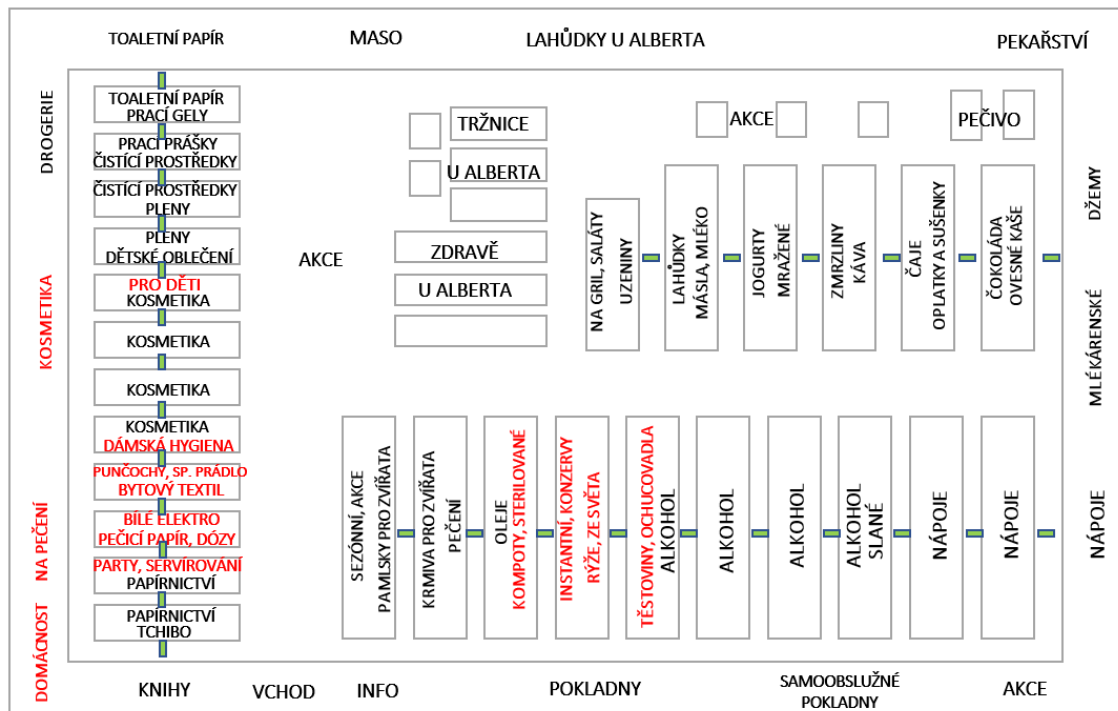 TOALETNÍ PAPÍR
MASO
LAHŮDKY U ALBERTA
PEKAŘSTVÍ
DROGERIE
KOSMETIKA
NA PEČENÍ
DOMÁCNOST
TOALETNÍ PAPÍR
PRACÍ GELY
PRACÍ PRÁŠKY
ČISTÍCÍ PROSTŘEDKY
ČISTÍCÍ PROSTŘEDKY
PLENY
PLENY
DĚTSKÉ OBLEČENÍ
PRO DĚTI
KOSMETIKA
KOSMETIKA
KOSMETIKA
KOSMETIKA
DÁMSKÁ HYGIENA
PUNČOCHY, SP. PRÁDLO
BYTOVÝ TEXTIL
BÍLÉ ELEKTRO
PEČICÍ PAPÍR, DÓZY
PARTY, SERVÍROVÁNÍ
PAPÍRNICTVÍ
PAPÍRNICTVÍ
TCHIBO
AKCE
TRŽNICE
U ALBERTA
ZDRAVĚ
U ALBERTA
AKCE
PEČIVO
NA GRIL, SALÁTY
UZENINY
LAHŮDKY
MÁSLA, MLÉKO
JOGURTY
MRAŽENÉ
ZMRZLINY
KÁVA
ČAJE
OPLATKY A SUŠENKY
ČOKOLÁDA
OVESNÉ KAŠE
DŽEMY
MLÉKÁRENSKÉ
NÁPOJE
SEZÓNNÍ, AKCE
PAMLSKY PRO ZVÍŘATA
KRMIVA PRO ZVÍŘATA
PEČENÍ
OLEJE
KOMPOTY, STERILOVANÉ
INSTANTNÍ, KONZERVY
RÝŽE, ZE SVĚTA
TĚSTOVINY, OCHUCOVADLA
ALKOHOL
ALKOHOL
ALKOHOL
ALKOHOL
SLANÉ
NÁPOJE
NÁPOJE
KNIHY
VCHOD
INFO
POKLADNY
SAMOOBSLUŽNÉ
POKLADNY
AKCE